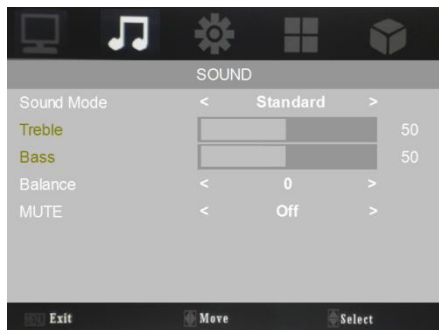 SOUND
Sound Mode < Standard >
Treble 50
Bass 50
Balance < 0 >
MUTE < Off >
Exit Move Select